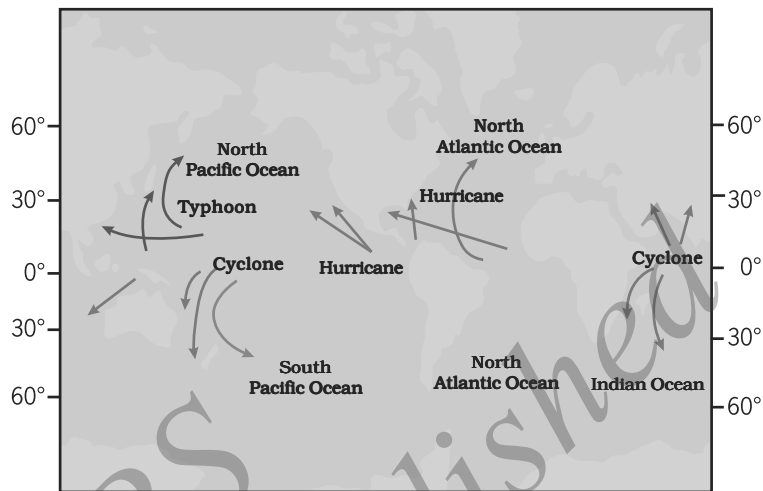 60°
30°
0°
30°
60°
North
Pacific Ocean
Typhoon
Cyclone
Hurricane
South
Pacific Ocean
North
Atlantic Ocean
Hurricane
North
Atlantic Ocean
Cyclone
Indian Ocean
60°
30°
0°
30°
60°